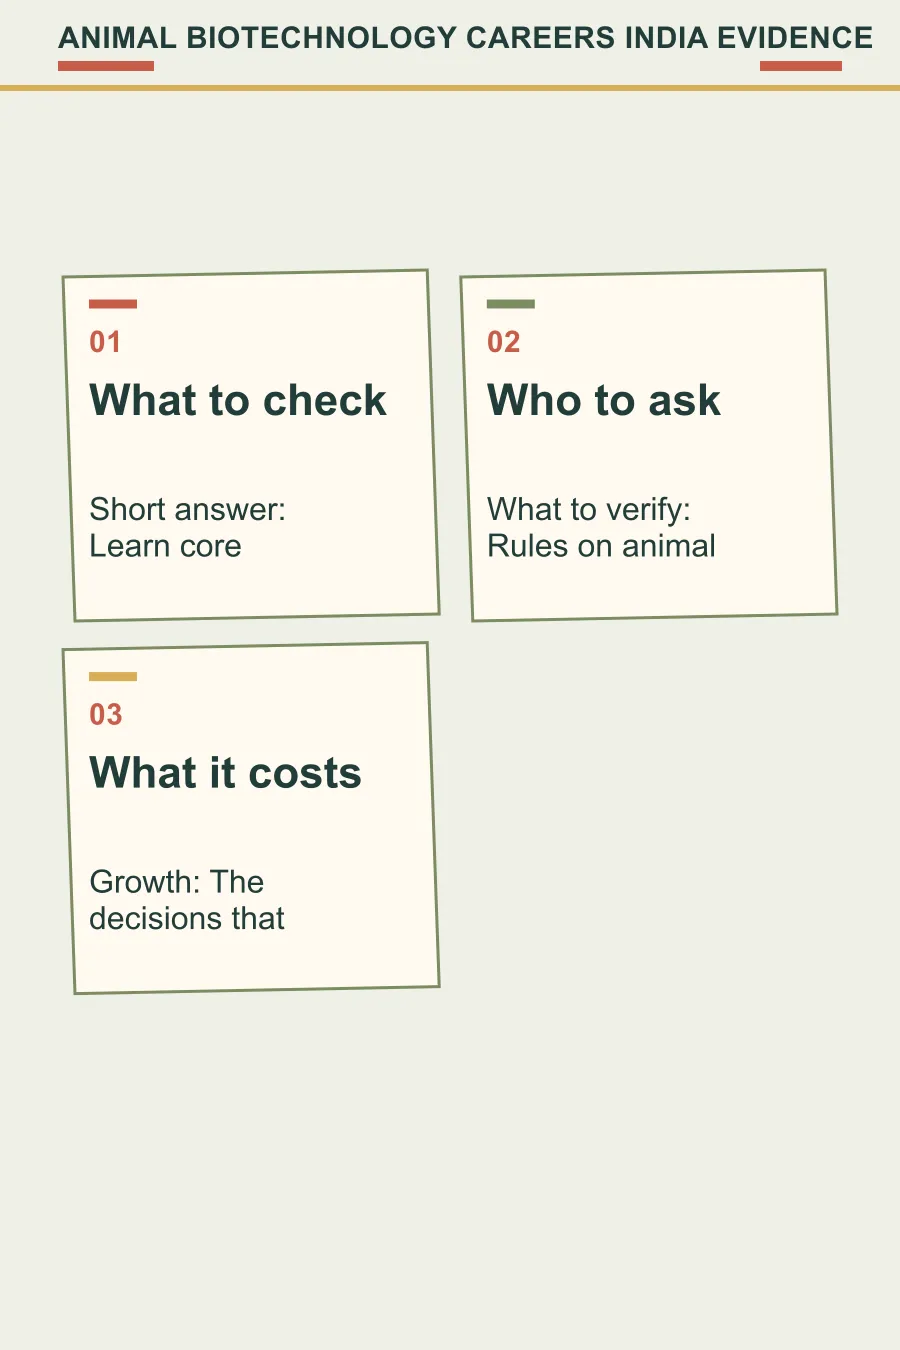 ANIMAL BIOTECHNOLOGY CAREERS INDIA EVIDENCE
01
What to check
Short answer:
Learn core
02
Who to ask
What to verify:
Rules on animal
03
What it costs
Growth: The
decisions that